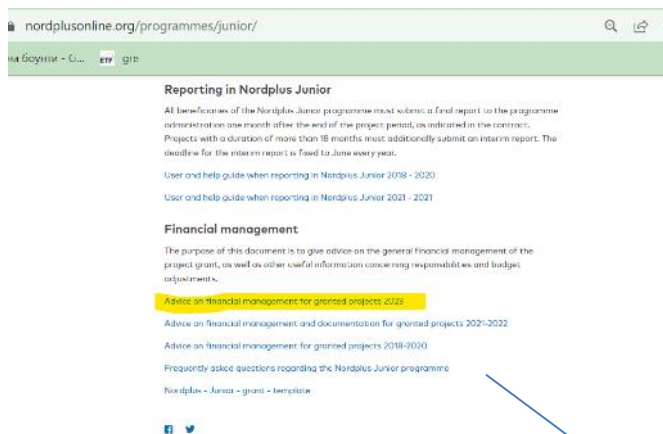 nordplusonline.org/programmes/junior/
ETF gre
Reporting in Nordplus Junior
All beneficiaries of the Nordplus Junior programme must submit a final report to the programme
administration one month after the end of the project period, as indicated in the contract.
Projects with a duration of more than 18 months must additionally submit an interim report. The
deadline for the interim report is fixed to June every year.
User and help guide when reporting in Nordplus Junior 2018 - 2020
User and help guide when reporting in Nordplus Junior 2021 - 2021
Financial management
The purpose of this document is to give advice on the general financial management of the
project grant, as well as other useful information concerning responsibilities and budget
adjustments.
Advice on financial management for granted projects 2023
Advice on financial management and documentation for granted projects 2021-2022
Advice on financial management for granted projects 2018-2020
Frequently asked questions regarding the Nordplus Junior programme
Nordplus - Junior - grant - template